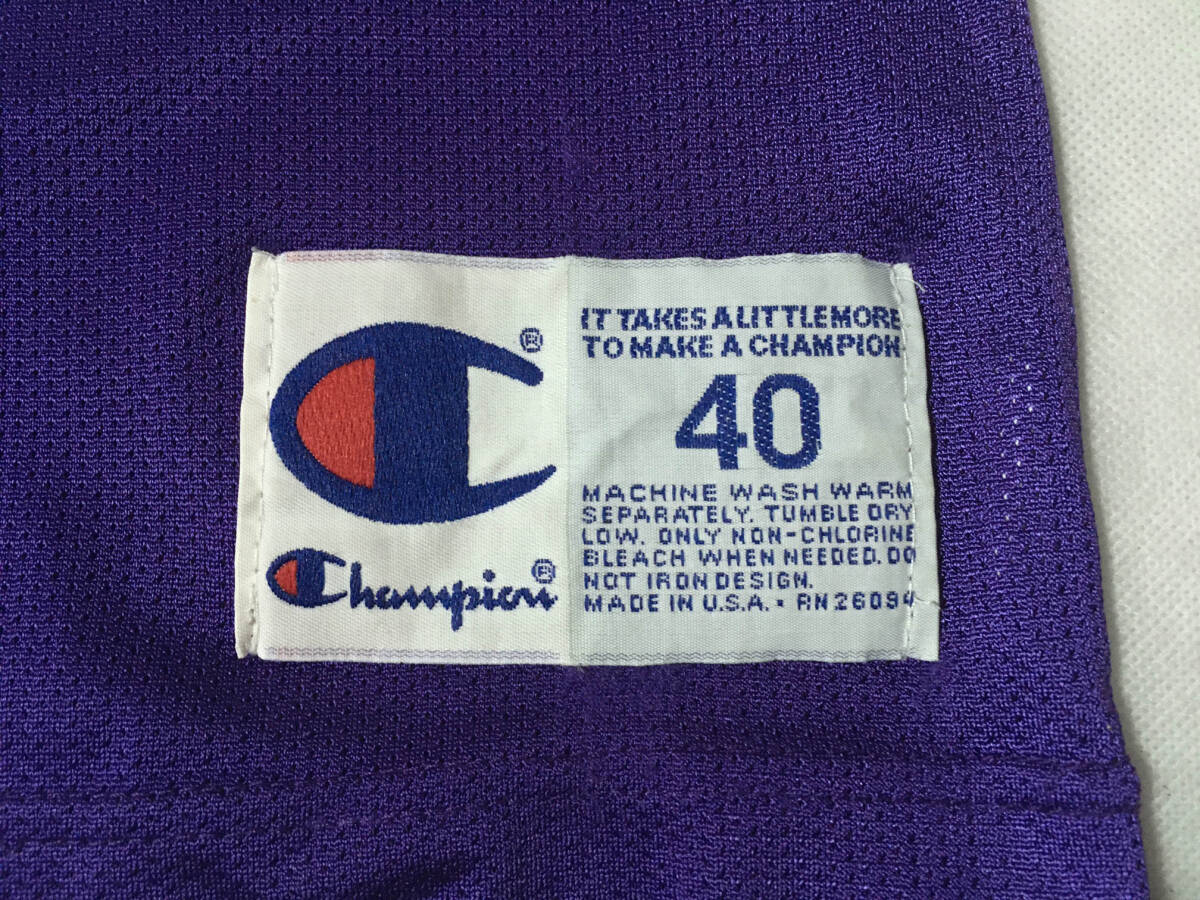 ®
Champion®
IT TAKES A LITTLE MORE
TO MAKE A CHAMPION
40
MACHINE WASH WARM
SEPARATELY. TUMBLE DRY
LOW. ONLY NON-CHLORINE
BLEACH WHEN NEEDED. DO
NOT IRON DESIGN.
MADE IN U.S.A. • RN 26094